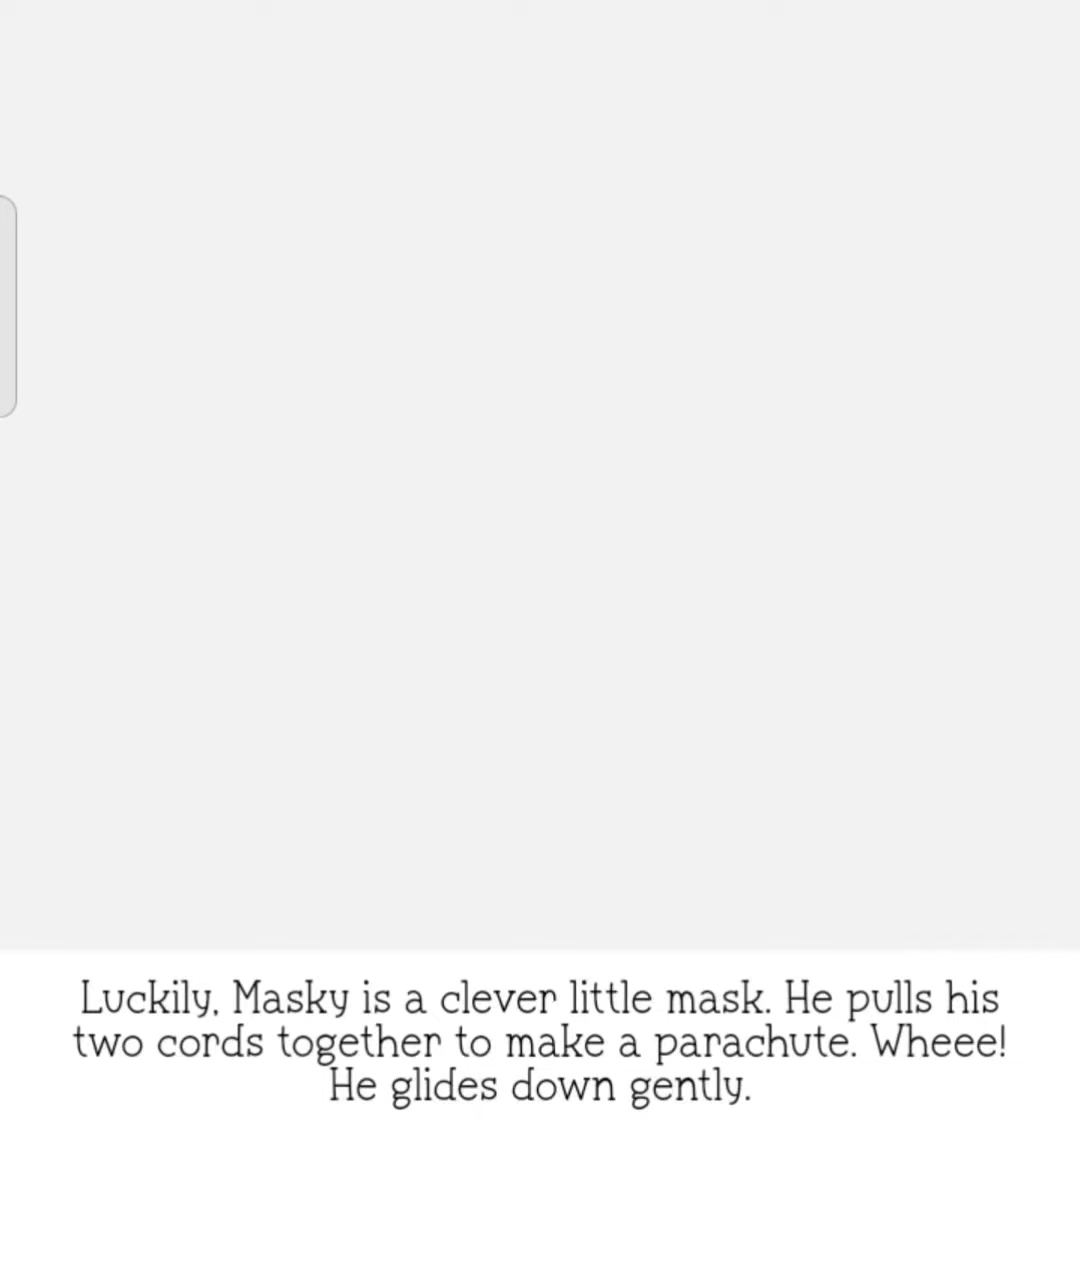 Luckily, Masky is a clever little mask. He pulls his
two cords together to make a parachute. Wheee!
He glides down gently.